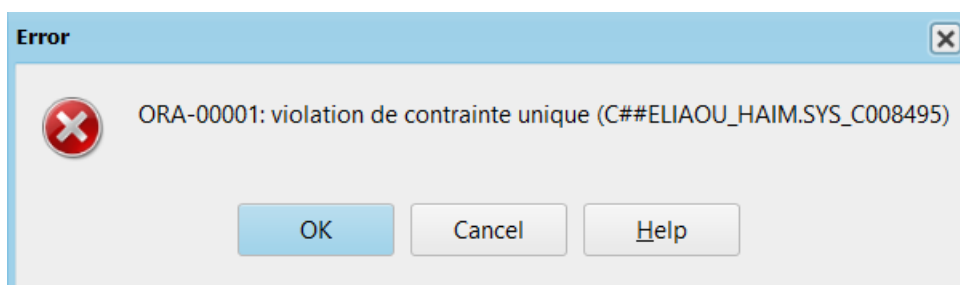 Error
ORA-00001: violation de contrainte unique (C##ELIAOU_HAIM.SYS_C008495)
OK
Cancel
Help